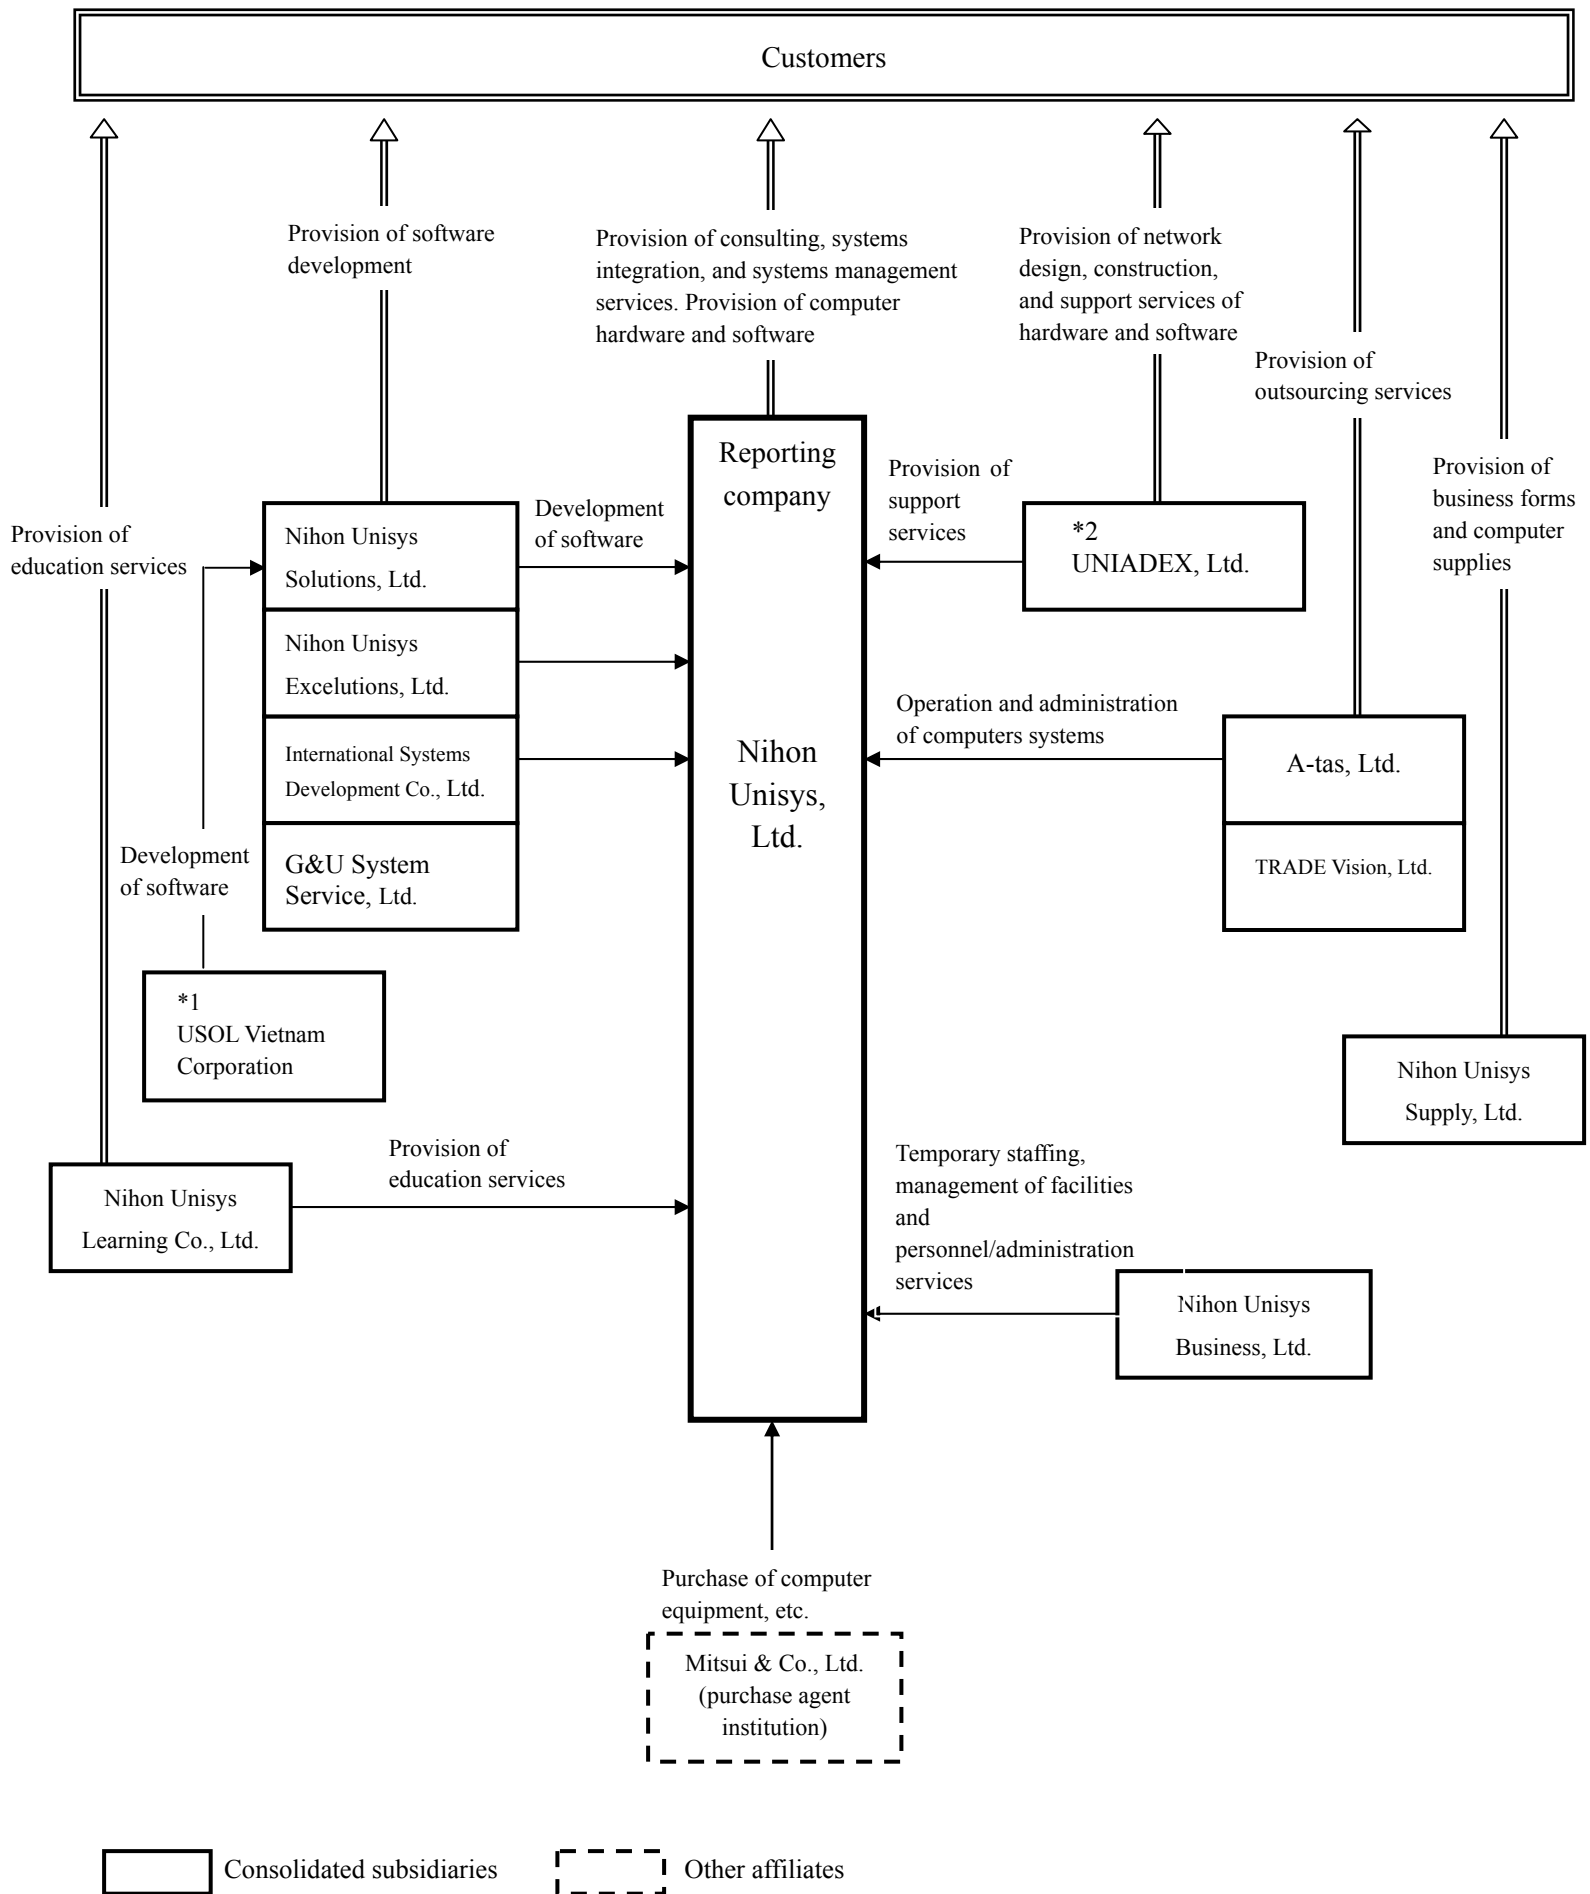 Customers
Provision of software
development
Provision of consulting, systems
integration, and systems management
services. Provision of computer
hardware and software
Provision of network
design, construction,
and support services of
hardware and software
Provision of
outsourcing services
Provision of
business forms
and computer
supplies
Provision of
education services
Reporting
company
Nihon
Unisys,
Ltd.
Nihon Unisys
Solutions, Ltd.
Development
of software
Provision of
support
services
*2
UNIADEX, Ltd.
Nihon Unisys
Excelutions, Ltd.
International Systems
Development Co., Ltd.
G&U System
Service, Ltd.
Operation and administration
of computers systems
A-tas, Ltd.
TRADE Vision, Ltd.
Development
of software
*1
USOL Vietnam
Corporation
Nihon Unisys
Supply, Ltd.
Provision of
education services
Nihon Unisys
Learning Co., Ltd.
Temporary staffing,
management of facilities
and
personnel/administration
services
Nihon Unisys
Business, Ltd.
Purchase of computer
equipment, etc.
Mitsui & Co., Ltd.
(purchase agent
institution)
Consolidated subsidiaries
Other affiliates